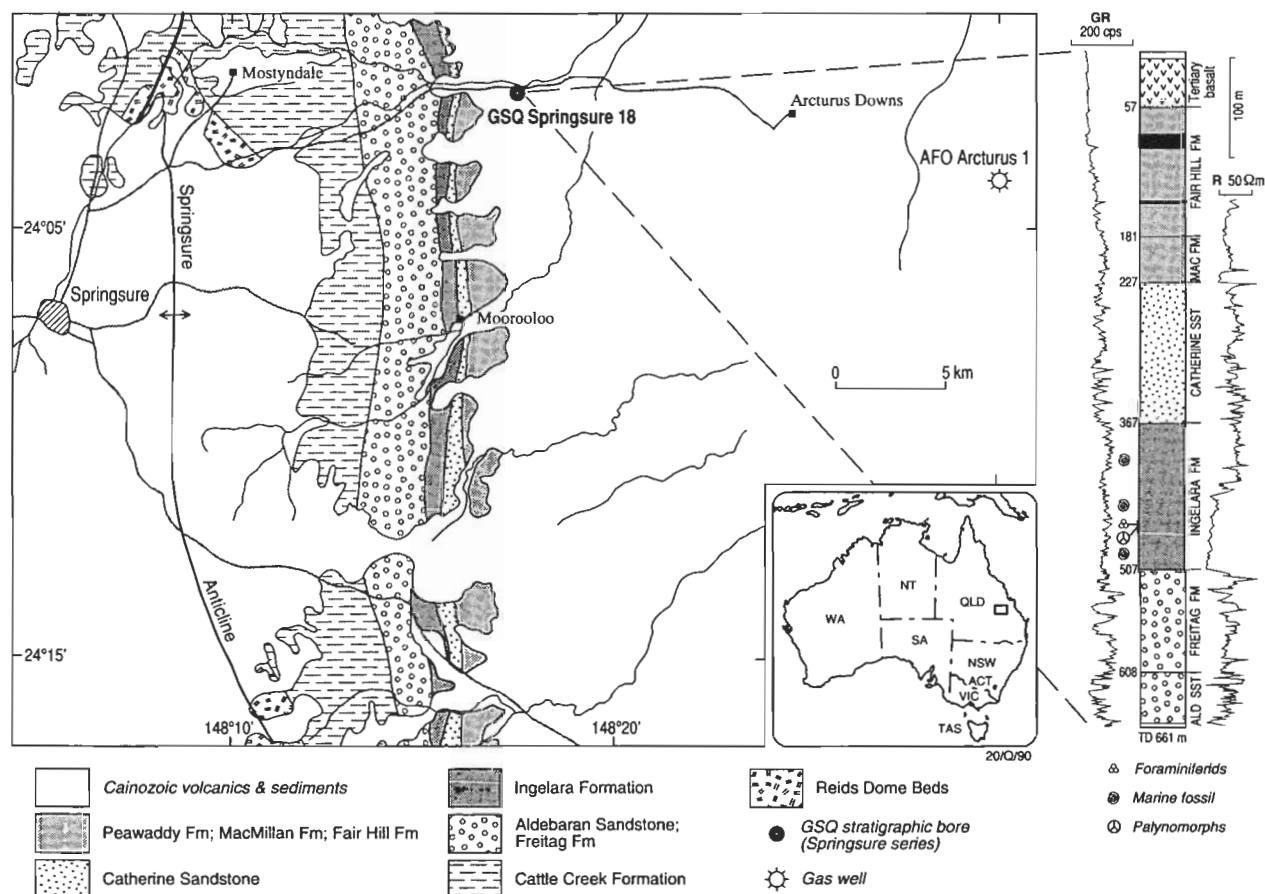 Mostyndale
GSQ Springsure 18
Arcturus Downs
AFO Arcturus 1
24°05'
Springsure
Springsure
Moorooloo
0 5 km
Anticline
24°15'
148°10'
148°20'
WA
NT
QLD
SA
NSW
ACT
VIC
TAS
20/Q/90
GR
200 cps
Tertiary
basalt
57
100 m
FAIR HILL FM
R 50Ωm
181
MAC FM
227
CATHERINE SST
367
INGELARA FM
507
FREITAG FM
608
ALD SST
TD 661 m
Foraminiferids
Marine fossil
Palynomorphs
Cainozoic volcanics & sediments
Peawaddy Fm; MacMillan Fm; Fair Hill Fm
Catherine Sandstone
Ingelara Formation
Aldebaran Sandstone;
Freitag Fm
Cattle Creek Formation
Reids Dome Beds
GSQ stratigraphic bore
(Springsure series)
Gas well